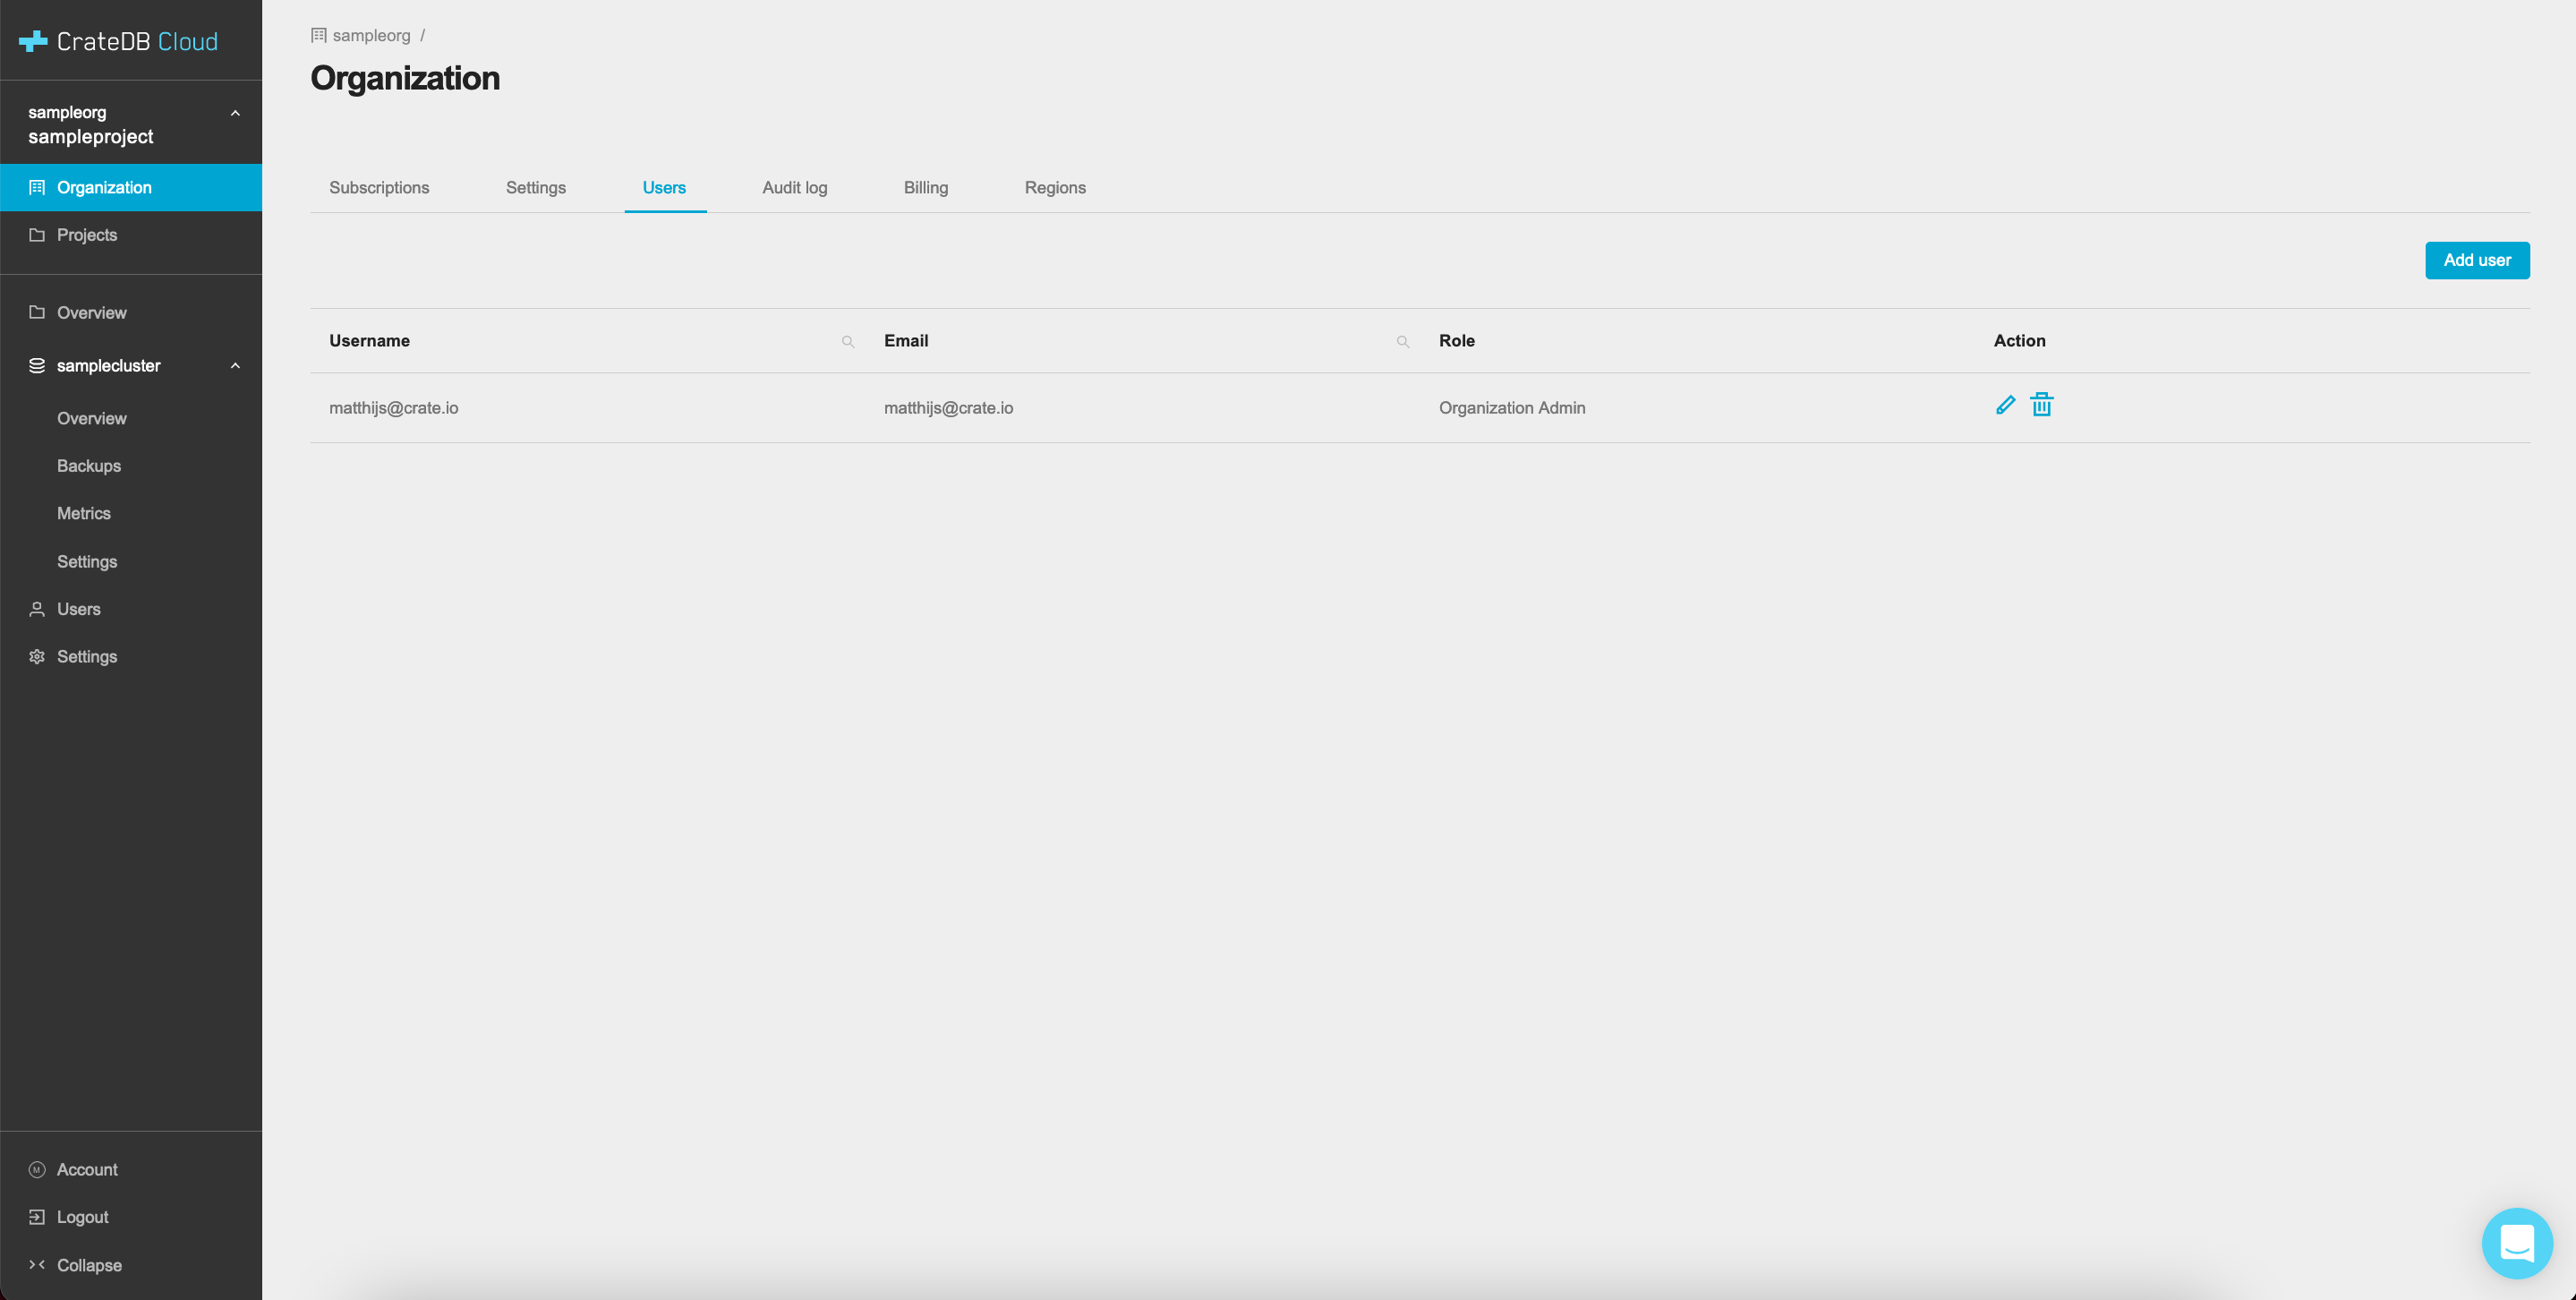 CrateDB Cloud
sampleorg
sampleproject
Organization
Projects
Overview
samplecluster
Overview
Backups
Metrics
Settings
Users
Settings
M Account
Logout
Collapse
sampleorg /
Organization
Subscriptions Settings Users Audit log Billing Regions
Add user
Username Email Role Action
matthijs@crate.io matthijs@crate.io Organization Admin